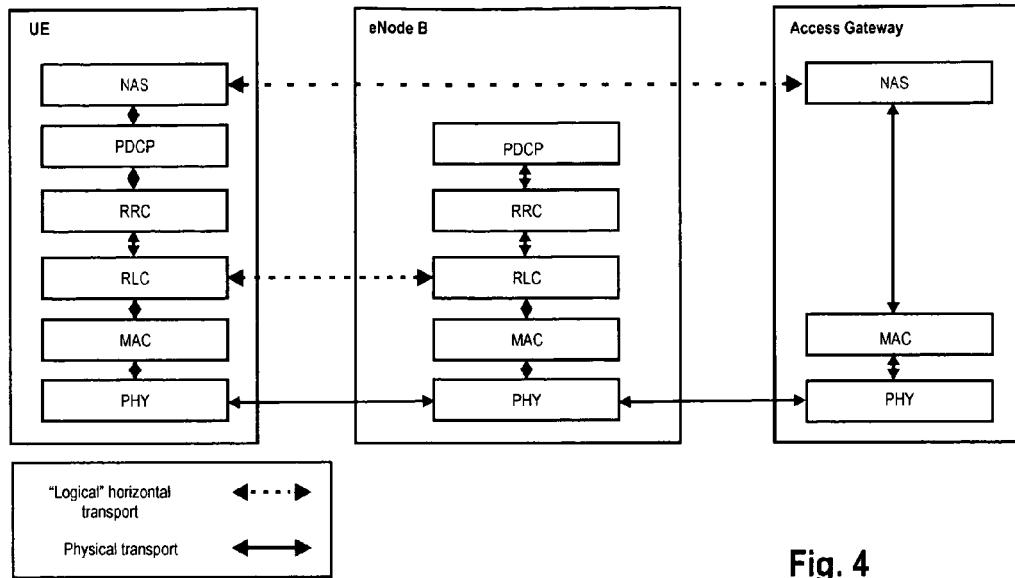 UE
NAS
PDCP
RRC
RLC
MAC
PHY
eNode B
PDCP
RRC
RLC
MAC
PHY
Access Gateway
NAS
MAC
PHY
"Logical" horizontal
transport
Physical transport
Fig. 4